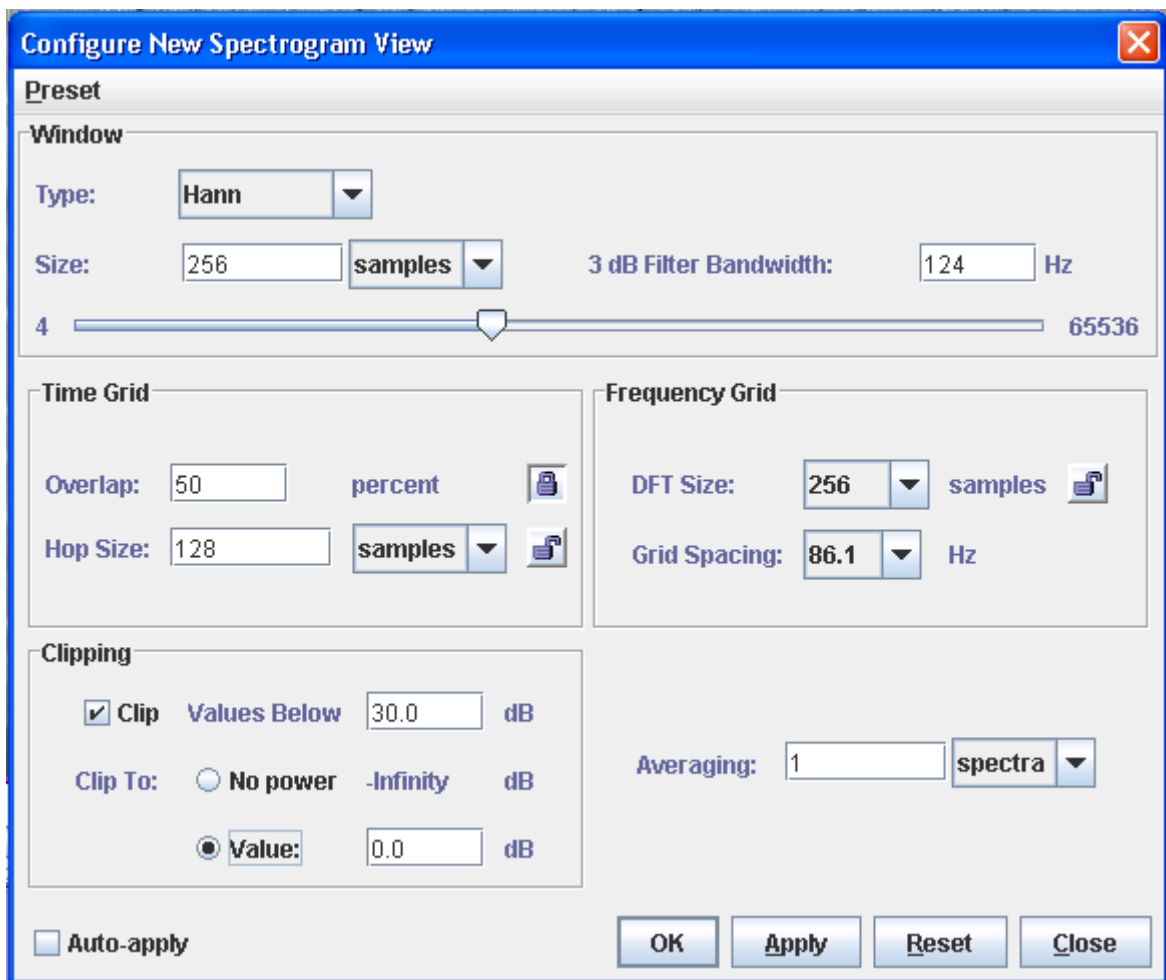 Configure New Spectrogram View
Preset
Window
Type: Hann
Size: 256 samples 3 dB Filter Bandwidth: 124 Hz
4 65536
Time Grid
Overlap: 50 percent
Hop Size: 128 samples
Frequency Grid
DFT Size: 256 samples
Grid Spacing: 86.1 Hz
Clipping
Clip Values Below 30.0 dB
Clip To: No power -Infinity dB
Value: 0.0 dB
Averaging: 1 spectra
Auto-apply OK Apply Reset Close